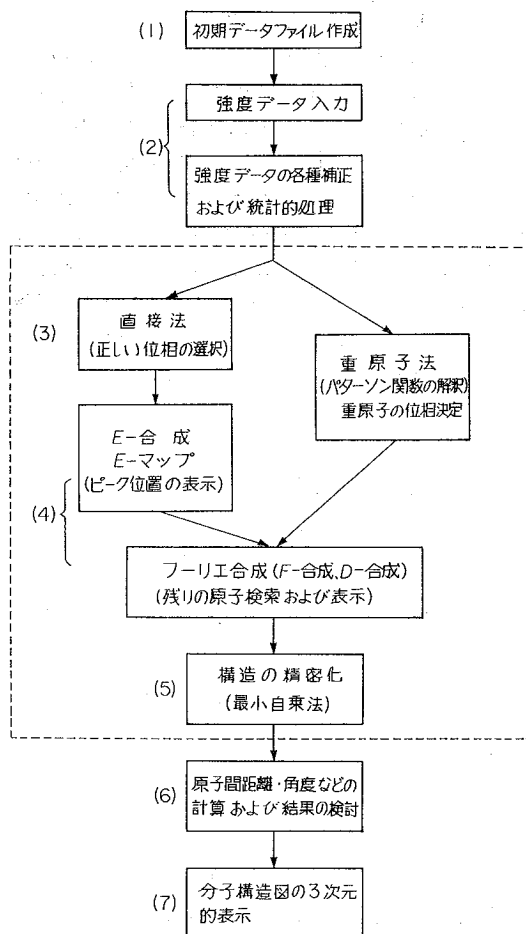 (1)
初期データファイル作成
強度データ入力
(2)
強度データの各種補正
および統計的処理
(3)
直接法
(正しい位相の選択)
重原子法
(パターソン関数の解釈)
重原子の位相決定
E-合成
E-マップ
(ピーク位置の表示)
(4)
フーリエ合成(F-合成、D-合成)
(残りの原子検索および表示)
(5)
構造の精密化
(最小自乗法)
(6)
原子間距離・角度などの
計算および結果の検討
(7)
分子構造図の3次元
的表示